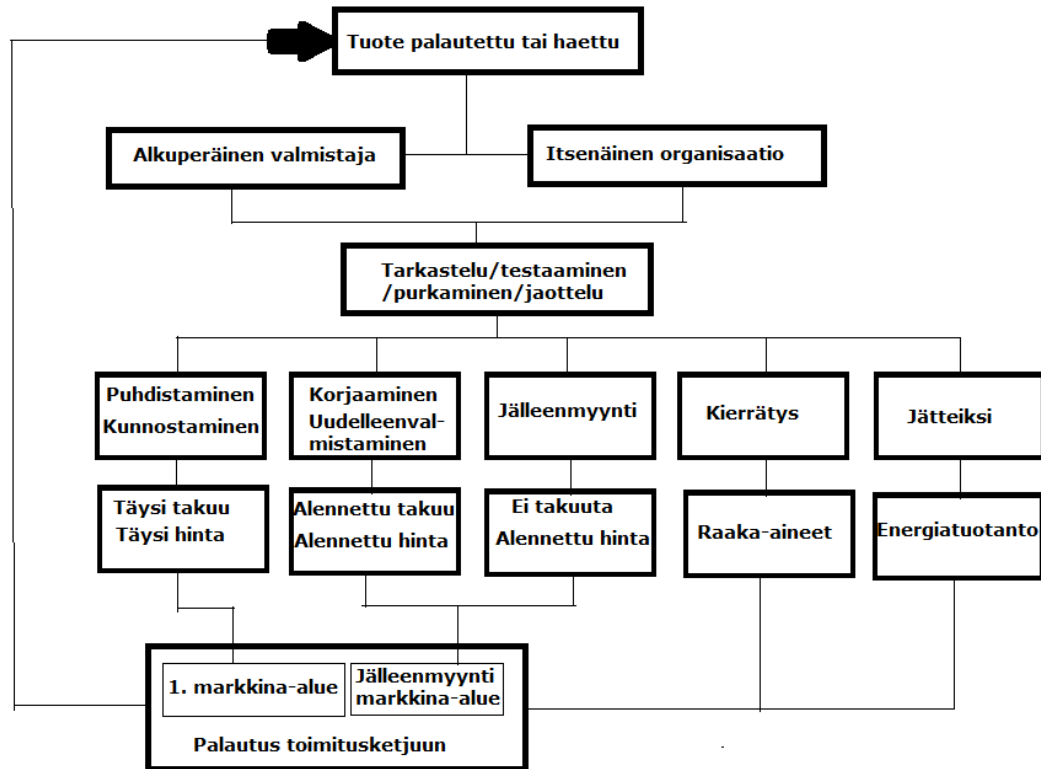 Tuote palautettu tai haettu
Alkuperäinen valmistaja
Itsenäinen organisaatio
Tarkastelu/testaaminen
/purkaminen/jaottelu
Puhdistaminen
Kunnostaminen
Korjaaminen
Uudelleenval-
mistaminen
Jälleenmyynti
Kierrätys
Jätteiksi
Täysi takuu
Täysi hinta
Alennettu takuu
Alennettu hinta
Ei takuuta
Alennettu hinta
Raaka-aineet
Energiatuotanto
1. markkina-alue
Jälleenmyynti
markkina-alue
Palautus toimitusketjuun